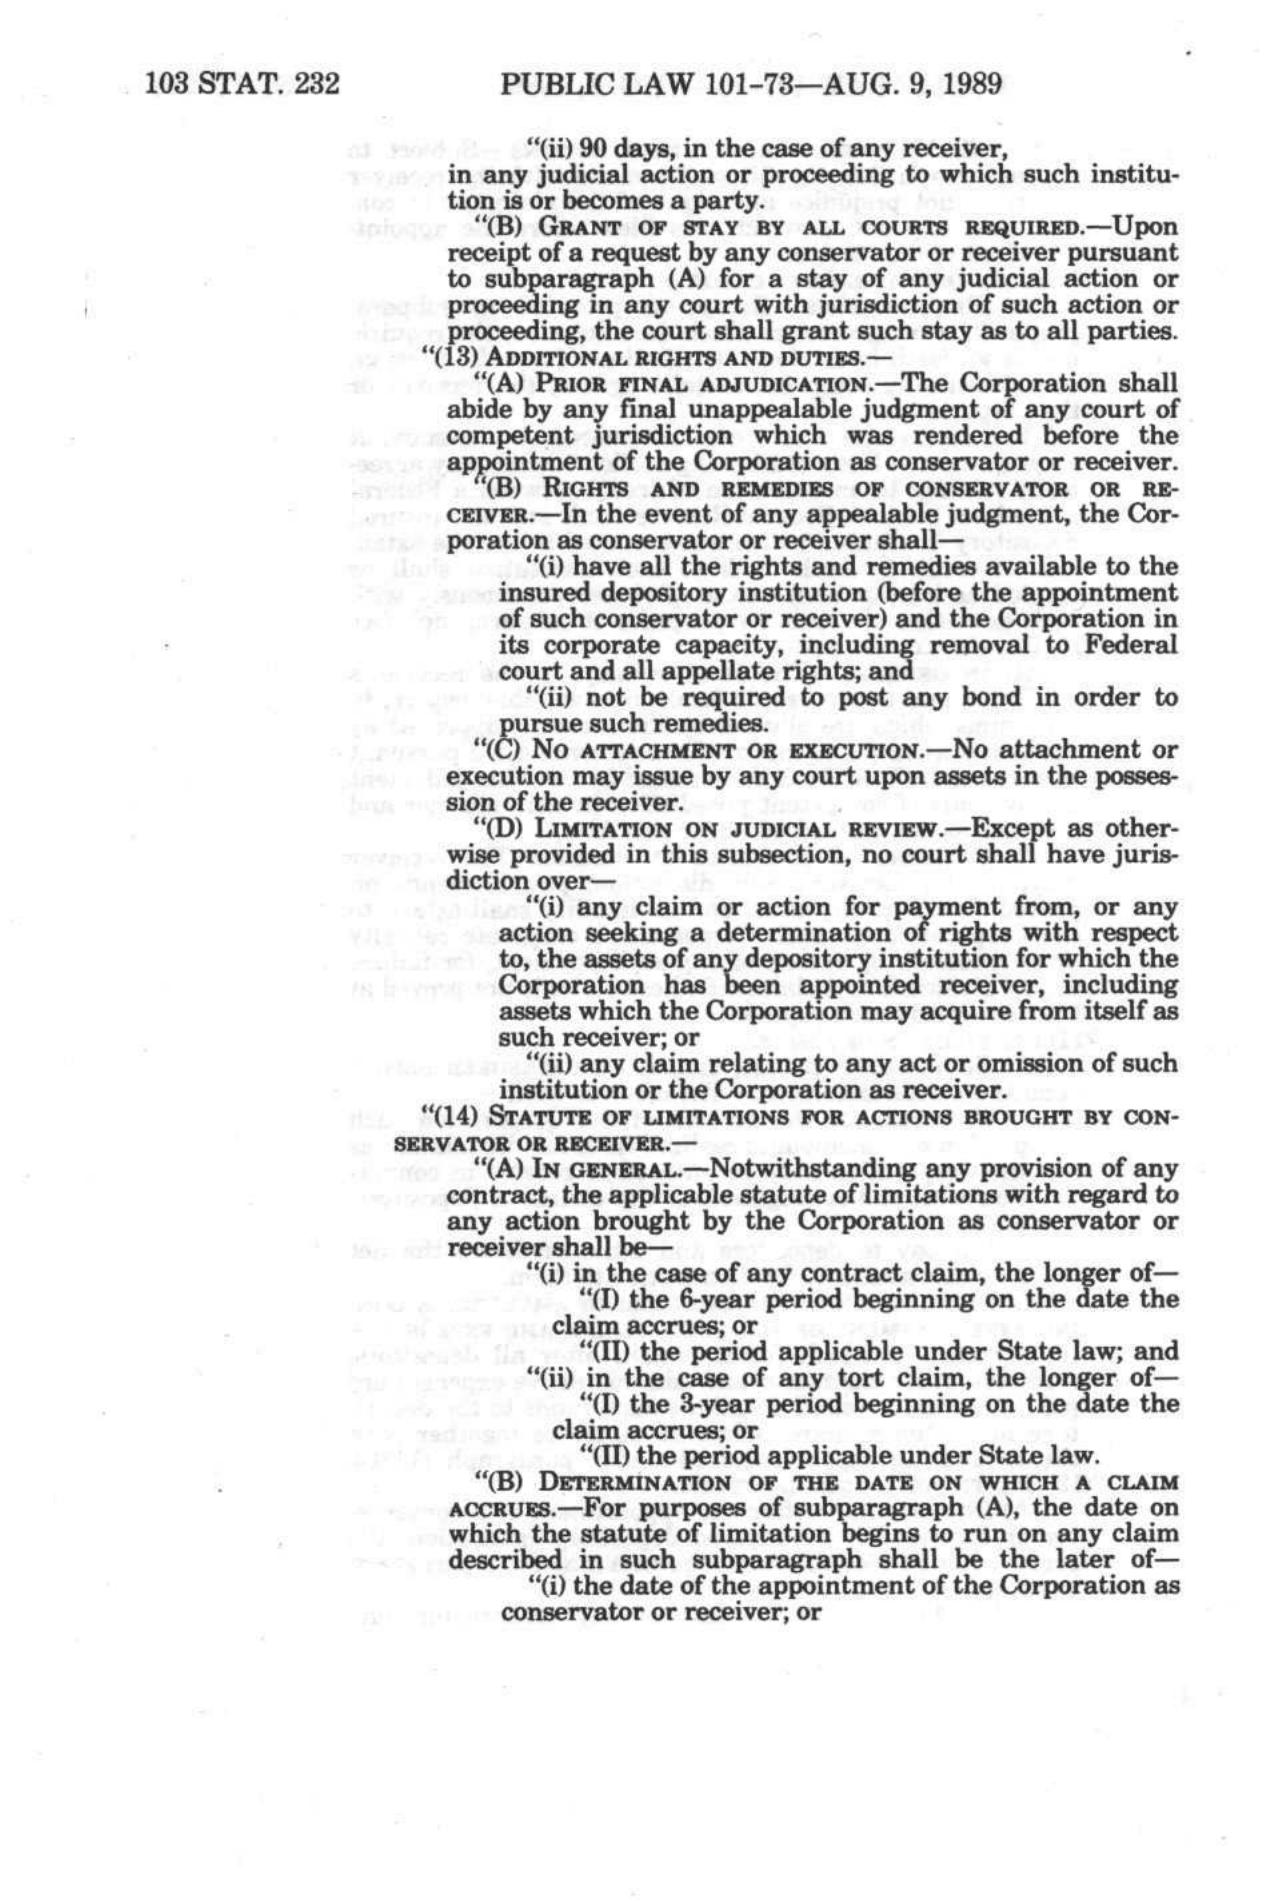 103 STAT. 232 PUBLIC LAW 101-73—AUG. 9, 1989
"(ii) 90 days, in the case of any receiver,
in any judicial action or proceeding to which such institu-
tion is or becomes a party.
"(B) GRANT OF STAY BY ALL COURTS REQUIRED.—Upon
receipt of a request by any conservator or receiver pursuant
to subparagraph (A) for a stay of any judicial action or
proceeding in any court with jurisdiction of such action or
proceeding, the court shall grant such stay as to all parties.
"(13) ADDITIONAL RIGHTS AND DUTIES.—
"(A) PRIOR FINAL ADJUDICATION.—The Corporation shall
abide by any final unappealable judgment of any court of
competent jurisdiction which was rendered before the
appointment of the Corporation as conservator or receiver.
"(B) RIGHTS AND REMEDIES OF CONSERVATOR OR RE-
CEIVER.—In the event of any appealable judgment, the Cor-
poration as conservator or receiver shall—
"(i) have all the rights and remedies available to the
insured depository institution (before the appointment
of such conservator or receiver) and the Corporation in
its corporate capacity, including removal to Federal
court and all appellate rights; and
"(ii) not be required to post any bond in order to
pursue such remedies.
"(C) NO ATTACHMENT OR EXECUTION.—No attachment or
execution may issue by any court upon assets in the posses-
sion of the receiver.
"(D) LIMITATION ON JUDICIAL REVIEW.—Except as other-
wise provided in this subsection, no court shall have juris-
diction over—
"(i) any claim or action for payment from, or any
action seeking a determination of rights with respect
to, the assets of any depository institution for which the
Corporation has been appointed receiver, including
assets which the Corporation may acquire from itself as
such receiver; or
"(ii) any claim relating to any act or omission of such
institution or the Corporation as receiver.
"(14) STATUTE OF LIMITATIONS FOR ACTIONS BROUGHT BY CON-
SERVATOR OR RECEIVER.—
"(A) IN GENERAL.—Notwithstanding any provision of any
contract, the applicable statute of limitations with regard to
any action brought by the Corporation as conservator or
receiver shall be—
"(i) in the case of any contract claim, the longer of—
"(I) the 6-year period beginning on the date the
claim accrues; or
"(II) the period applicable under State law; and
"(ii) in the case of any tort claim, the longer of—
"(I) the 3-year period beginning on the date the
claim accrues; or
"(II) the period applicable under State law.
"(B) DETERMINATION OF THE DATE ON WHICH A CLAIM
ACCRUES.—For purposes of subparagraph (A), the date on
which the statute of limitation begins to run on any claim
described in such subparagraph shall be the later of—
"(i) the date of the appointment of the Corporation as
conservator or receiver; or